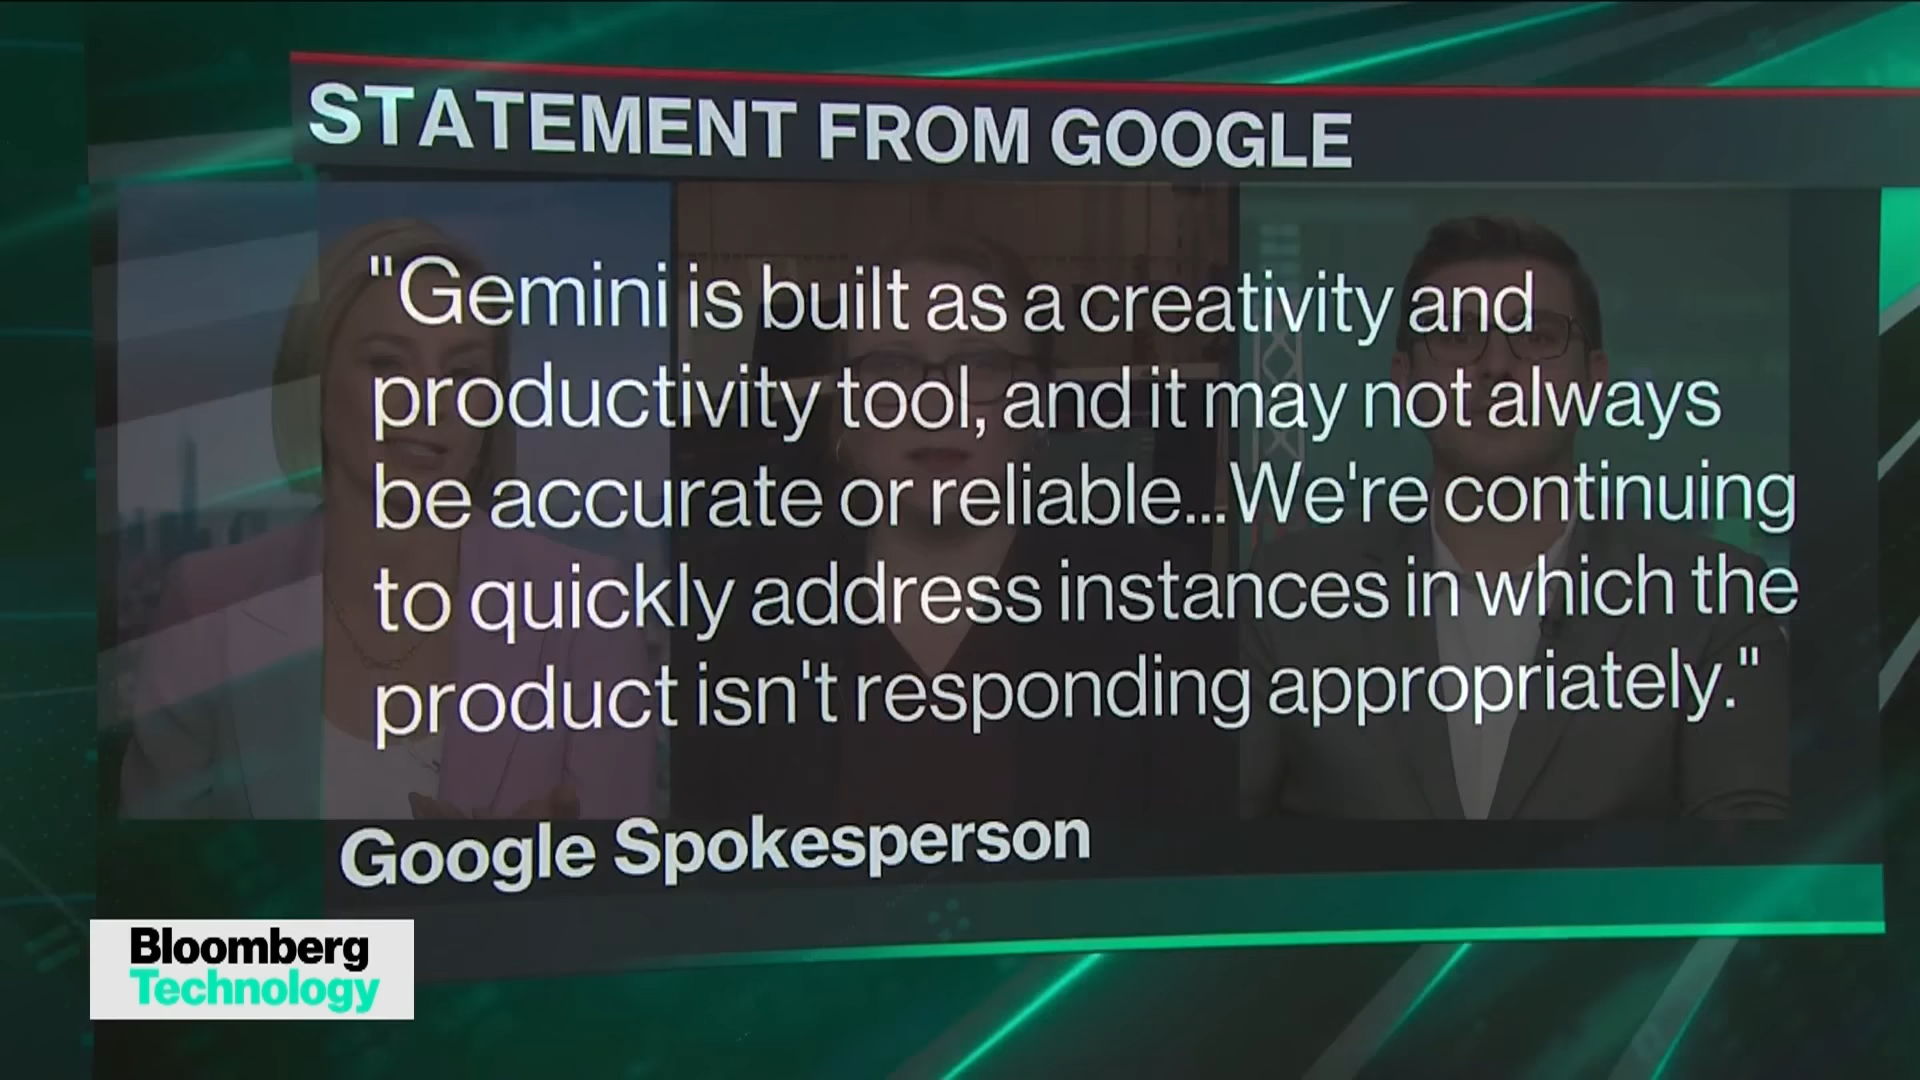 STATEMENT FROM GOOGLE
"Gemini is built as a creativity and
productivity tool, and it may not always
be accurate or reliable...We're continuing
to quickly address instances in which the
product isn't responding appropriately."
Google Spokesperson
Bloomberg
Technology